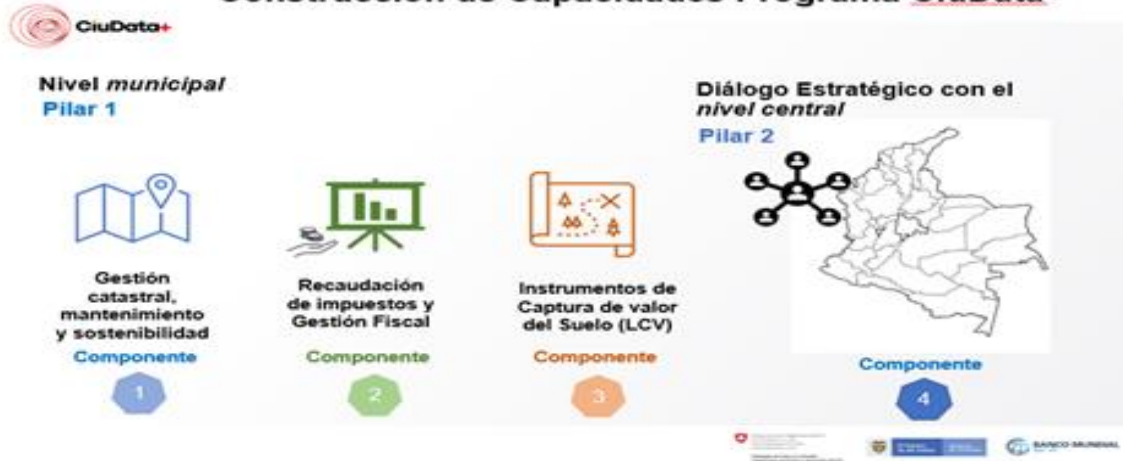 Construcción de Capacidades Programa CiuData
CiuData+
Nivel municipal
Pilar 1
Diálogo Estratégico con el
nivel central
Pilar 2
Gestión
catastral,
mantenimiento
y sostenibilidad
Componente
1
Recaudación
de impuestos y
Gestión Fiscal
Componente
2
Instrumentos de
Captura de valor
del Suelo (LCV)
Componente
3
Componente
4
BANCO MUNDIAL